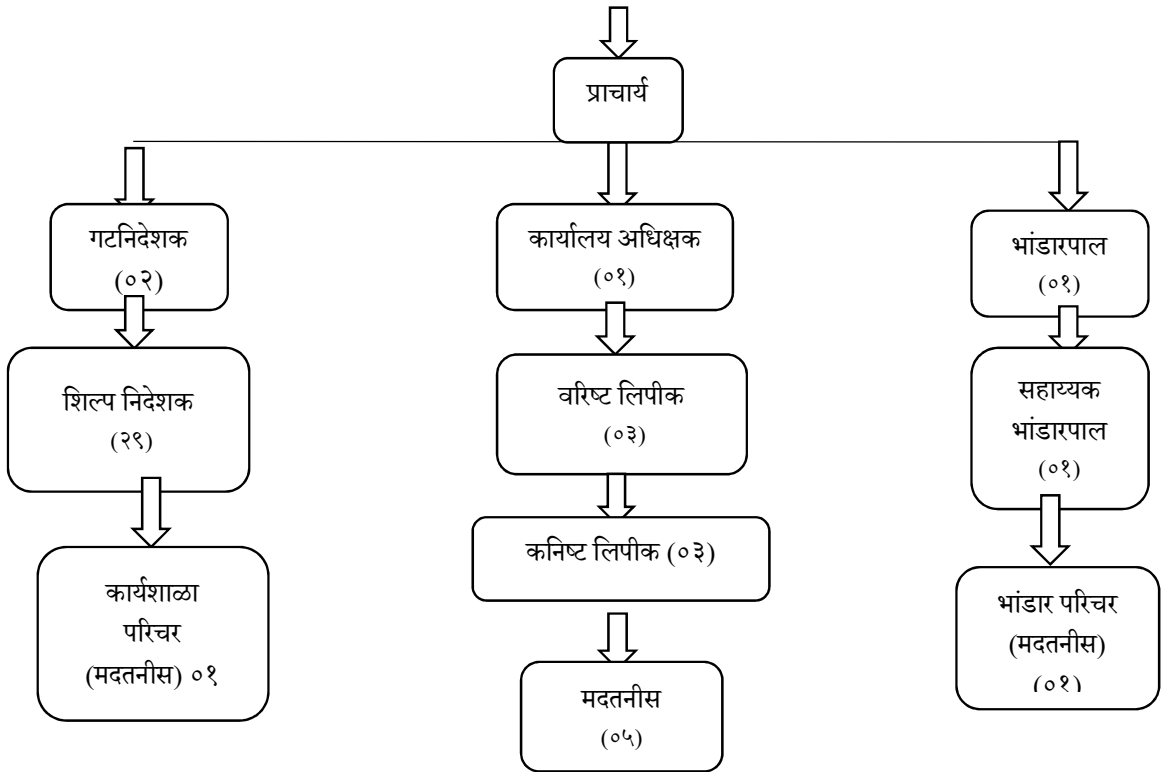 प्राचार्य
गटनिदेशक
(०२)
कार्यालय अधिक्षक
(०१)
भांडारपाल
(०१)
शिल्प निदेशक
(२९)
वरिष्ट लिपीक
(०३)
सहाय्यक
भांडारपाल
(०१)
कनिष्ट लिपीक (०३)
कार्यशाळा
परिचर
(मदतनीस) ०१
मदतनीस
(०५)
भांडार परिचर
(मदतनीस)
(०१)